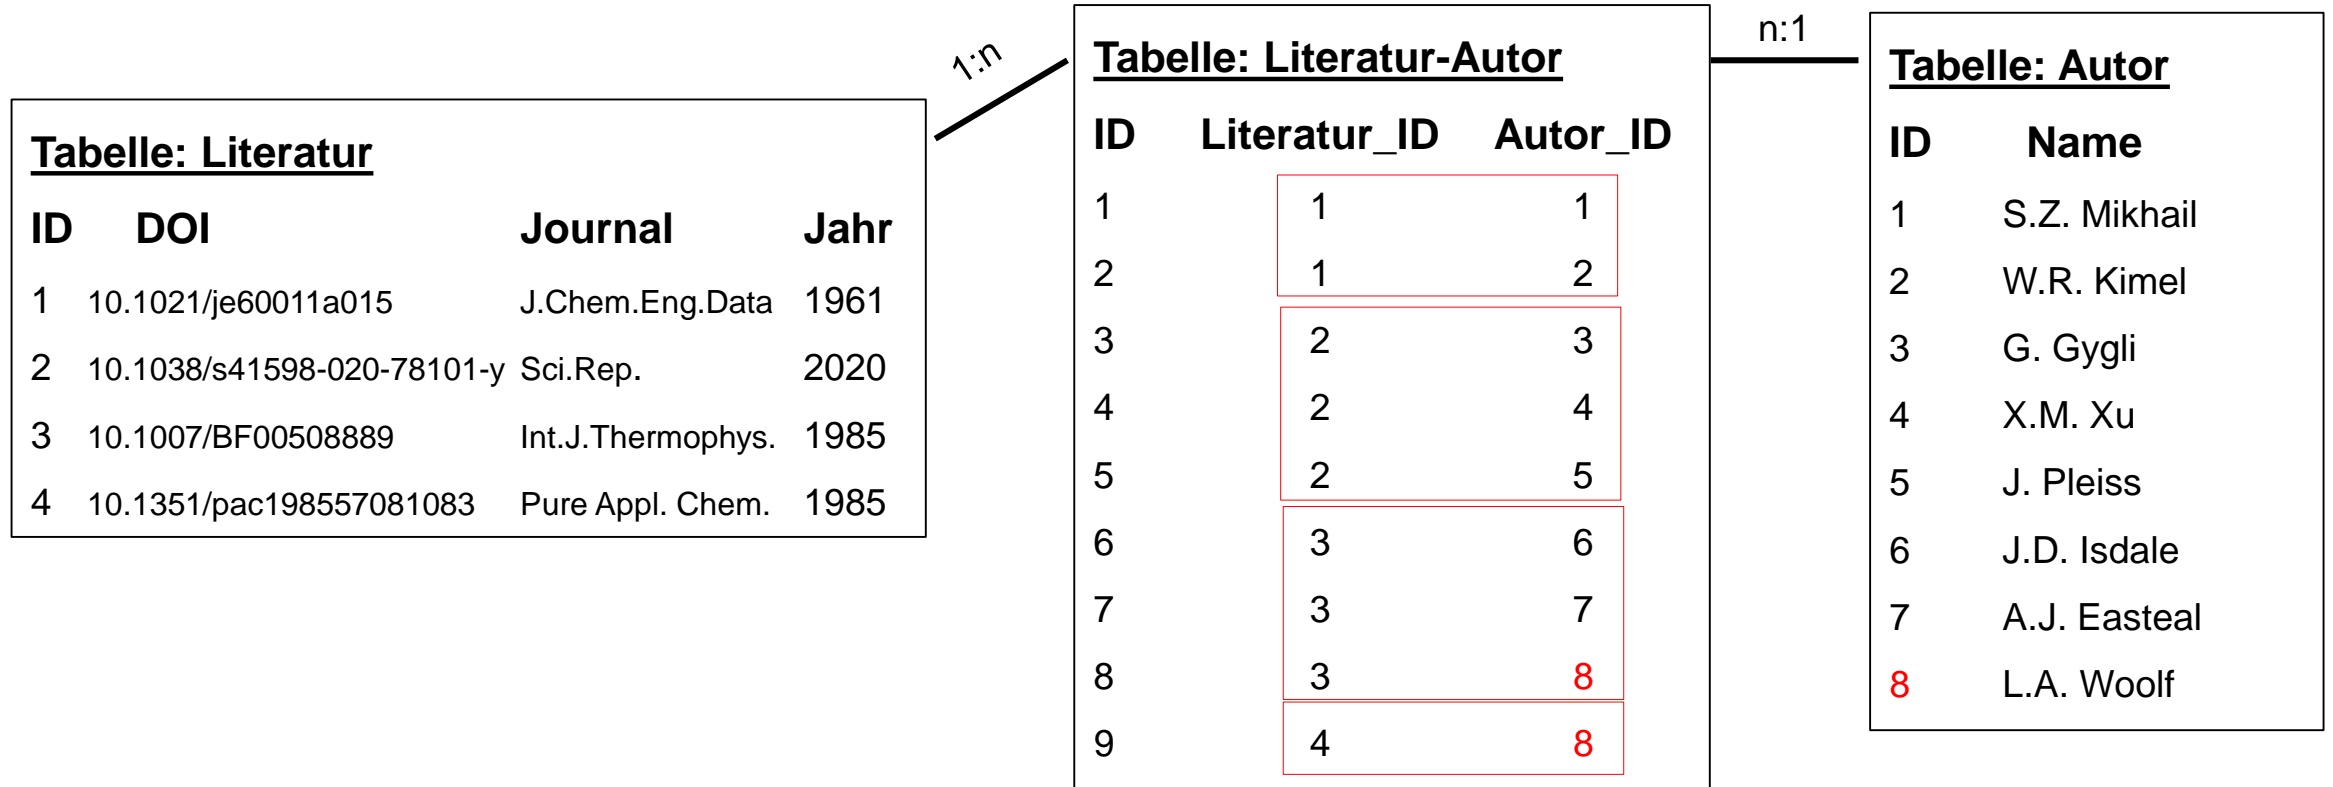 Tabelle: Literatur
ID DOI Journal Jahr
1 10.1021/je60011a015 J.Chem.Eng.Data 1961
2 10.1038/s41598-020-78101-y Sci.Rep. 2020
3 10.1007/BF00508889 Int.J.Thermophys. 1985
4 10.1351/pac198557081083 Pure Appl. Chem. 1985
1:n
Tabelle: Literatur-Autor
ID Literatur_ID Autor_ID
1 1 1
2 1 2
3 2 3
4 2 4
5 2 5
6 3 6
7 3 7
8 3 8
9 4 8
n:1
Tabelle: Autor
ID Name
1 S.Z. Mikhail
2 W.R. Kimel
3 G. Gygli
4 X.M. Xu
5 J. Pleiss
6 J.D. Isdale
7 A.J. Easteal
8 L.A. Woolf